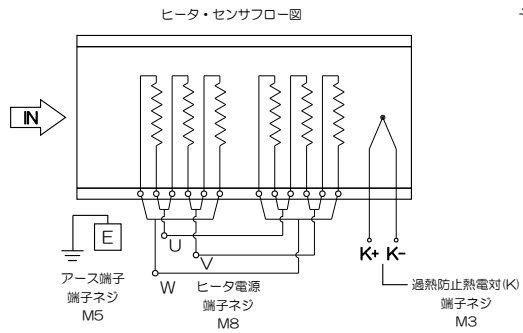 ヒータ・センサフロー図
IN
E
U
V
W
K+ K-
アース端子
端子ネジ
M5
ヒータ電源
端子ネジ
M8
過熱防止熱電対(K)
端子ネジ
M3